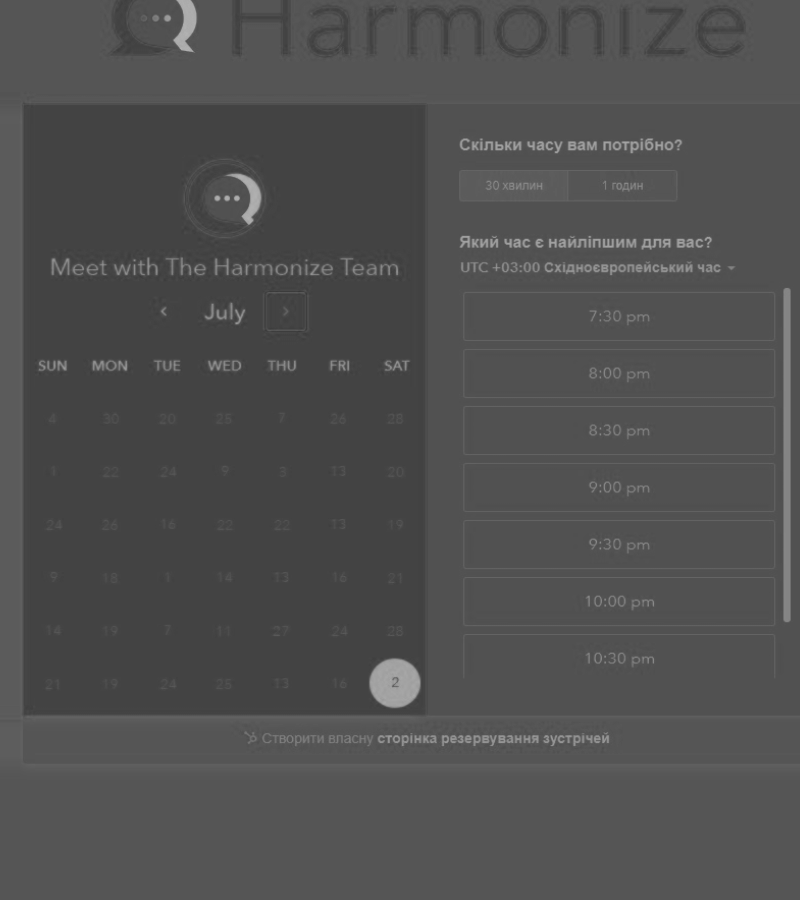 Harmonize
Meet with The Harmonize Team
July
SUN MON TUE WED THU FRI SAT
4 30 20 25 7 26 28
1 22 24 9 3 13 20
24 26 16 22 22 13 19
9 18 1 14 13 16 21
14 19 7 11 27 24 28
21 19 24 28 13 16 2
Скільки часу вам потрібно?
30 хвилин 1 годин
Який час є найліпшим для вас?
UTC +03:00 Східноєвропейський час
7:30 pm
8:00 pm
8:30 pm
9:00 pm
9:30 pm
10:00 pm
10:30 pm
Створити власну сторінка резервування зустрічей